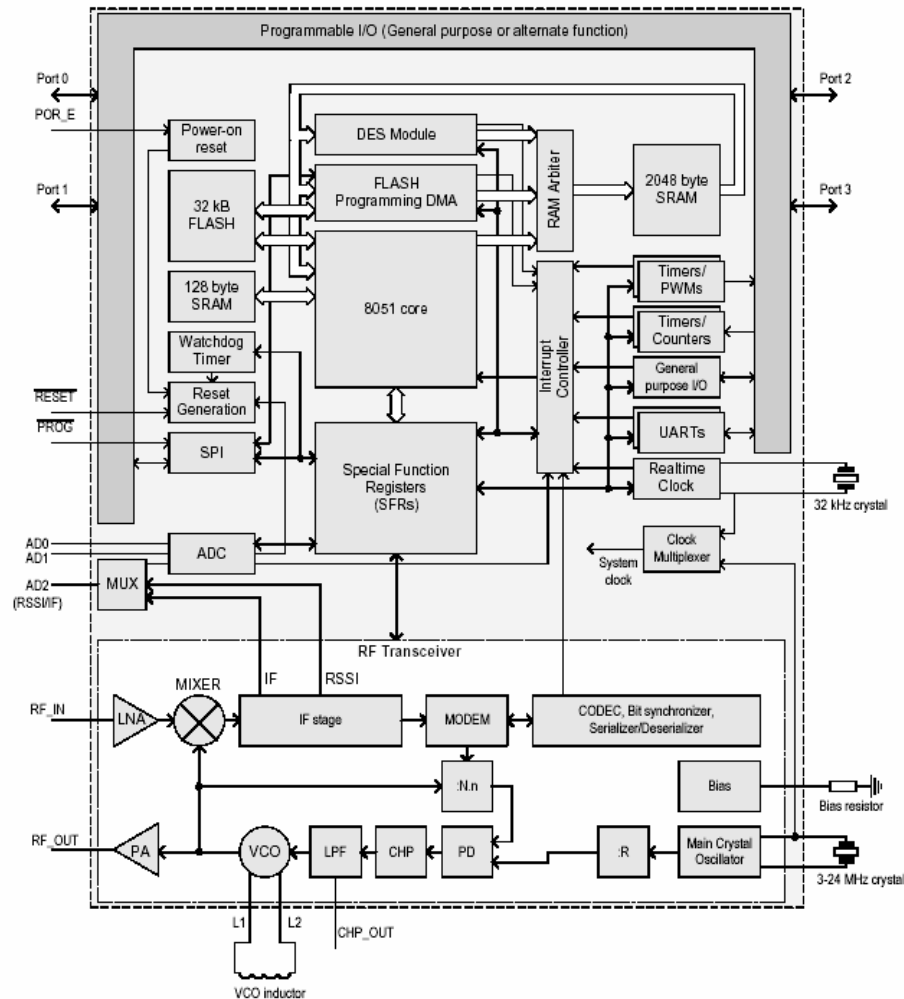 Programmable I/O (General purpose or alternate function)
Port 0
Port 2
POR_E
Power-on
reset
DES Module
Port 1
Port 3
32 kB
FLASH
FLASH
Programming DMA
RAM Arbiter
2048 byte
SRAM
128 byte
SRAM
8051 core
Timers/
PWMs
Watchdog
Timer
Interrupt
Controller
Timers/
Counters
RESET
Reset
Generation
General
purpose I/O
PROG
SPI
UARTs
Special Function
Registers
(SFRs)
Realtime
Clock
32 kHz crystal
AD0
AD1
ADC
System
clock
Clock
Multiplexer
AD2
(RSSI/IF)
MUX
RF Transceiver
IF
RSSI
MIXER
RF_IN
LNA
IF stage
MODEM
CODEC, Bit synchronizer,
Serializer/Deserializer
:N.n
Bias
Bias resistor
RF_OUT
PA
VCO
LPF
CHP
PD
:R
Main Crystal
Oscillator
3-24 MHz crystal
L1
L2
CHP_OUT
VCO inductor